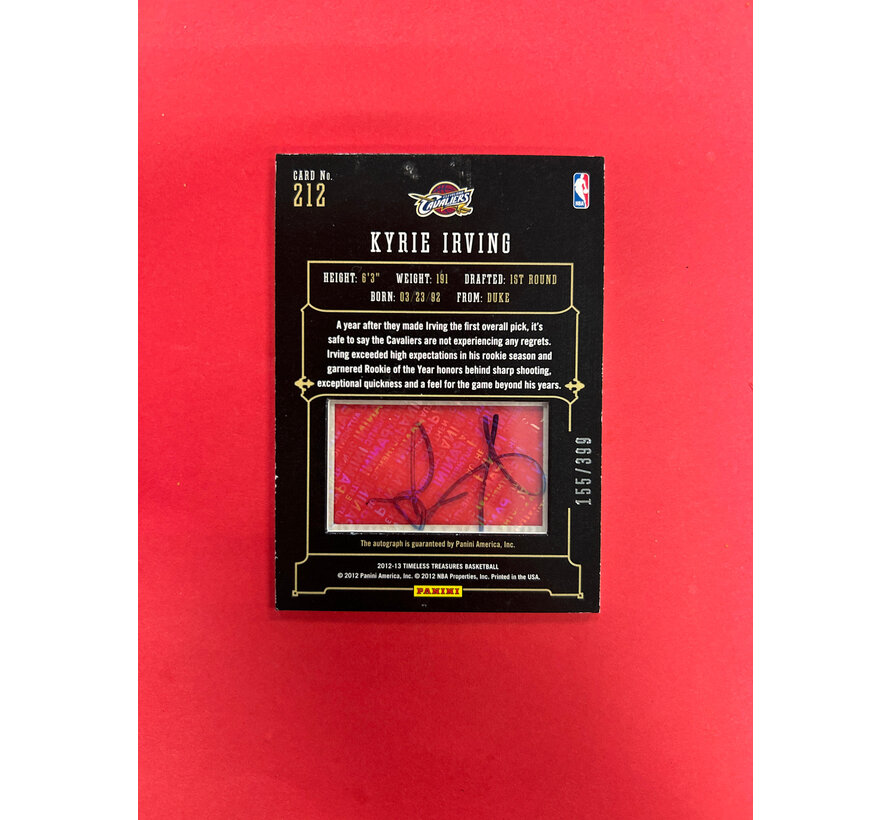 CARD No.
212
CAVALIERS
NBA
KYRIE IRVING
HEIGHT: 6'3" WEIGHT: 191 DRAFTED: 1ST ROUND
BORN: 03/23/92 FROM: DUKE
A year after they made Irving the first overall pick, it's
safe to say the Cavaliers are not experiencing any regrets.
Irving exceeded high expectations in his rookie season and
garnered Rookie of the Year honors behind sharp shooting,
exceptional quickness and a feel for the game beyond his years.
155/399
The autograph is guaranteed by Panini America, Inc.
2012-13 TIMELESS TREASURES BASKETBALL
© 2012 Panini America, Inc. © 2012 NBA Properties, Inc. Printed in the USA.
PANINI